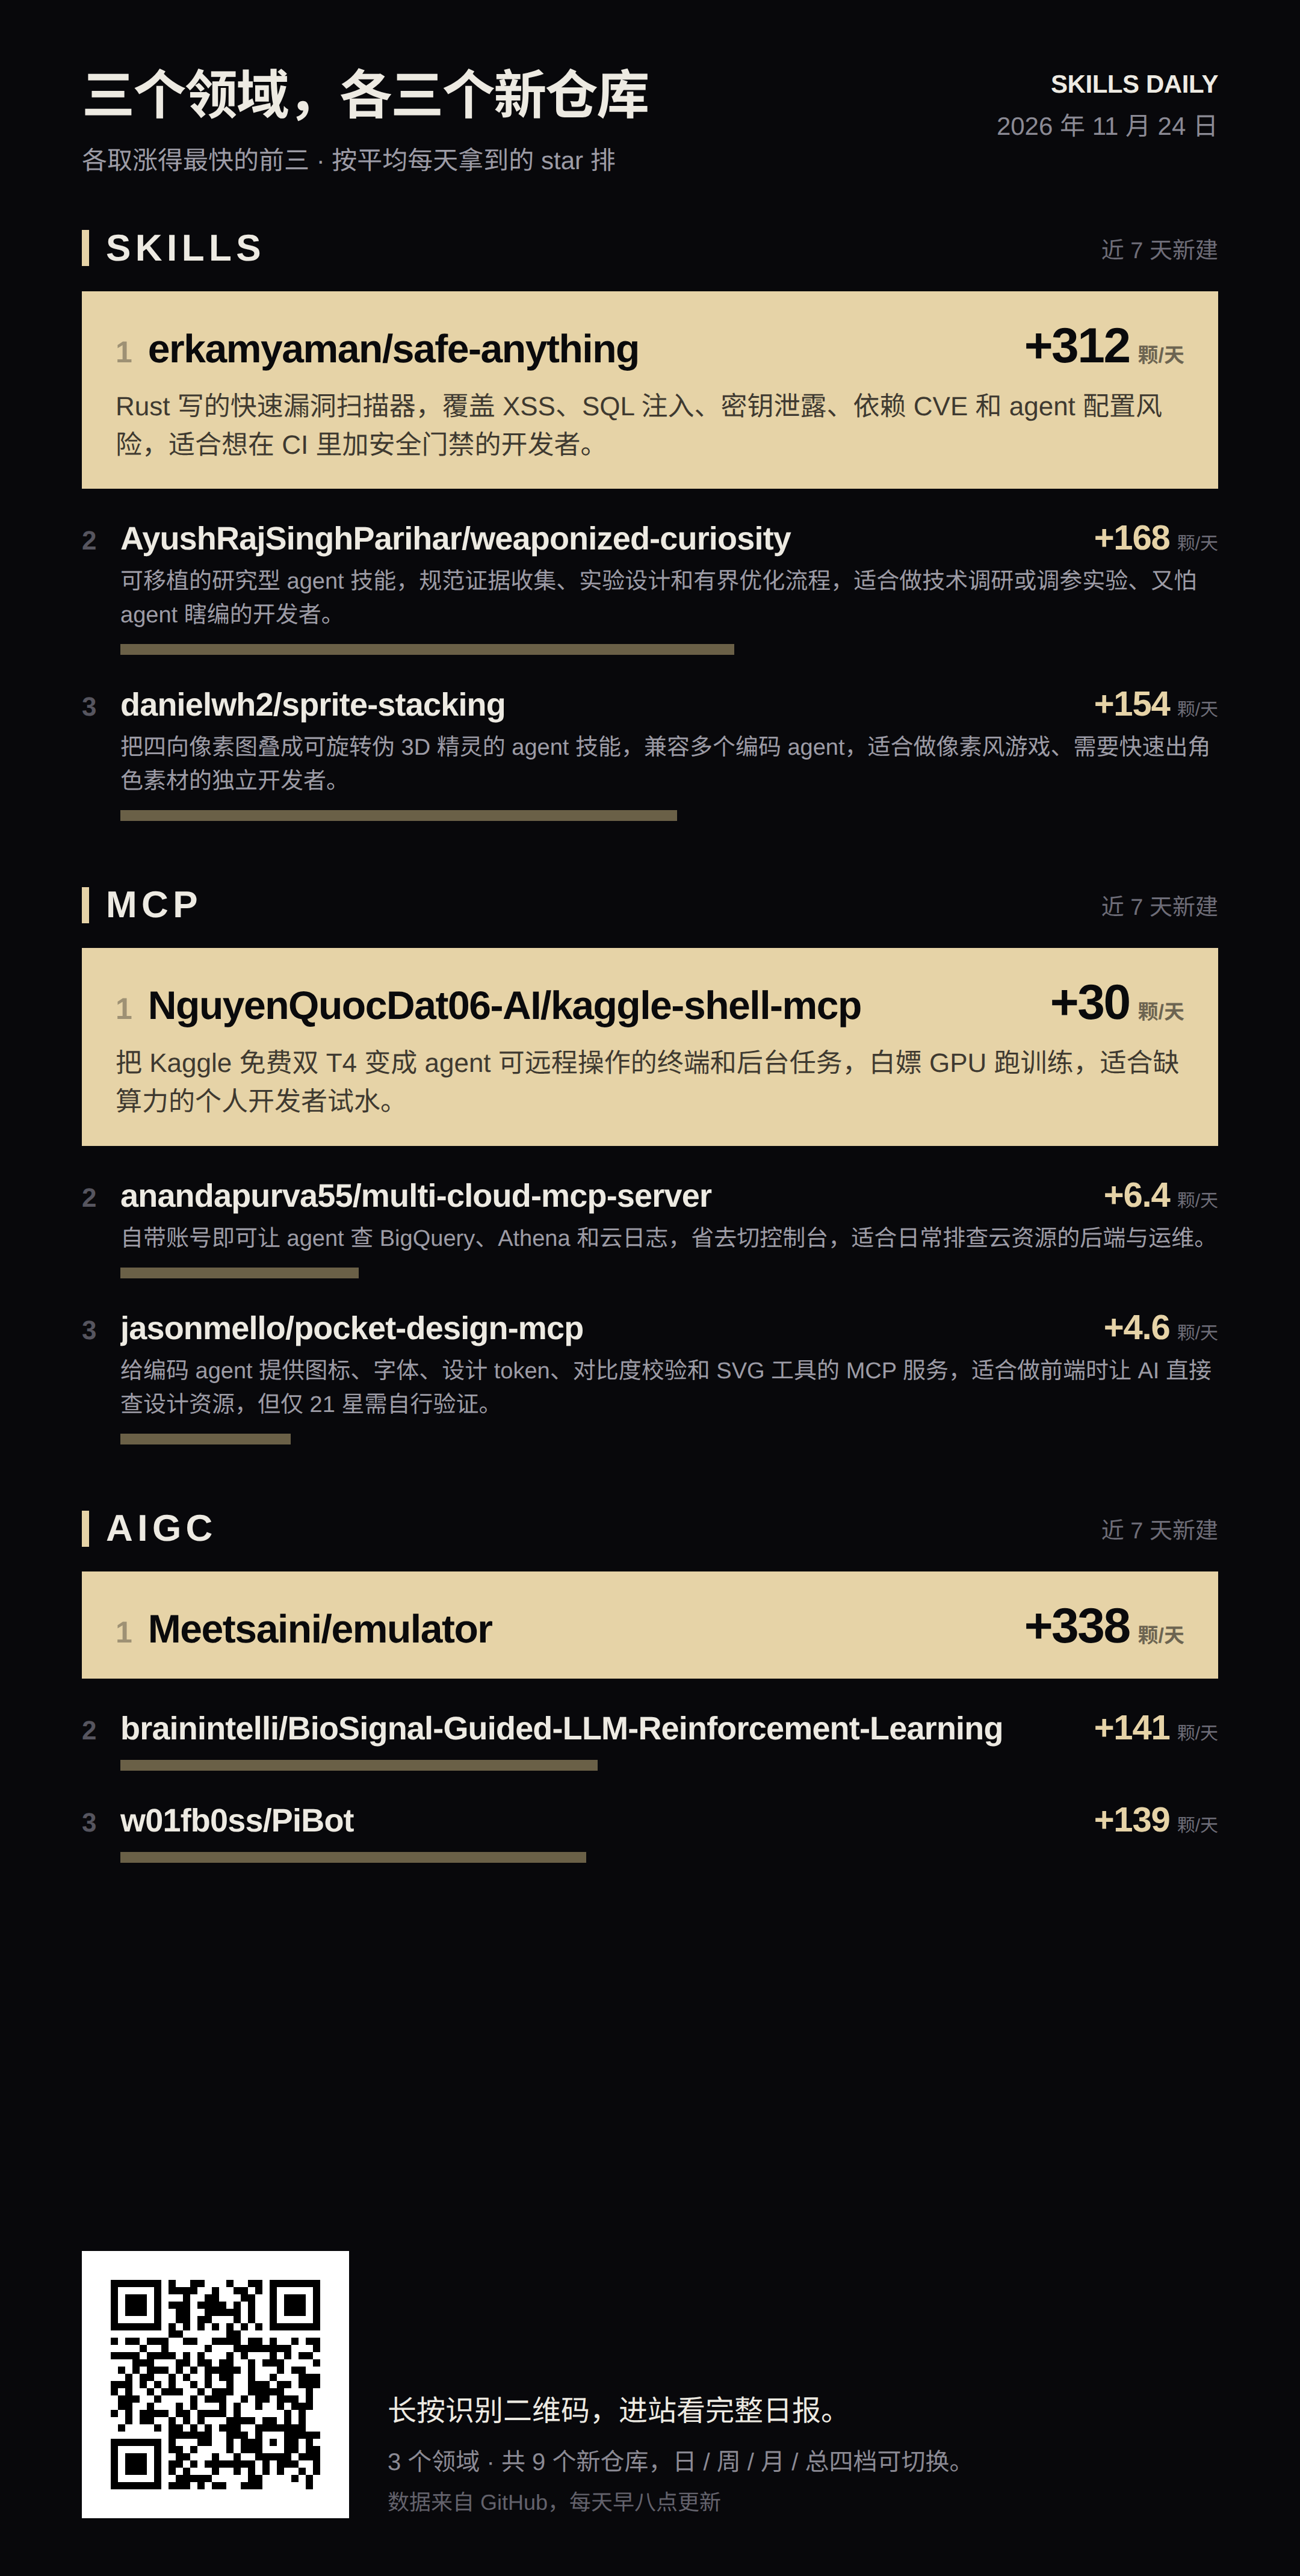 三个领域，各三个新仓库
SKILLS DAILY
2026 年 11 月 24 日
各取涨得最快的前三 · 按平均每天拿到的 star 排
SKILLS
近 7 天新建
1 erkamyaman/safe-anything +312 颗/天
Rust 写的快速漏洞扫描器，覆盖 XSS、SQL 注入、密钥泄露、依赖 CVE 和 agent 配置风
险，适合想在 CI 里加安全门禁的开发者。
2 AyushRajSinghParihar/weaponized-curiosity +168 颗/天
可移植的研究型 agent 技能，规范证据收集、实验设计和有界优化流程，适合做技术调研或调参实验、又怕
agent 瞎编的开发者。
3 danielwh2/sprite-stacking +154 颗/天
把四向像素图叠成可旋转伪 3D 精灵的 agent 技能，兼容多个编码 agent，适合做像素风游戏、需要快速出角
色素材的独立开发者。
MCP
近 7 天新建
1 NguyenQuocDat06-AI/kaggle-shell-mcp +30 颗/天
把 Kaggle 免费双 T4 变成 agent 可远程操作的终端和后台任务，白嫖 GPU 跑训练，适合缺
算力的个人开发者试水。
2 anandapurva55/multi-cloud-mcp-server +6.4 颗/天
自带账号即可让 agent 查 BigQuery、Athena 和云日志，省去切控制台，适合日常排查云资源的后端与运维。
3 jasonmello/pocket-design-mcp +4.6 颗/天
给编码 agent 提供图标、字体、设计 token、对比度校验和 SVG 工具的 MCP 服务，适合做前端时让 AI 直接
查设计资源，但仅 21 星需自行验证。
AIGC
近 7 天新建
1 Meetsaini/emulator +338 颗/天
2 brainintelli/BioSignal-Guided-LLM-Reinforcement-Learning +141 颗/天
3 w01fb0ss/PiBot +139 颗/天
长按识别二维码，进站看完整日报。
3 个领域 · 共 9 个新仓库，日 / 周 / 月 / 总四档可切换。
数据来自 GitHub，每天早八点更新